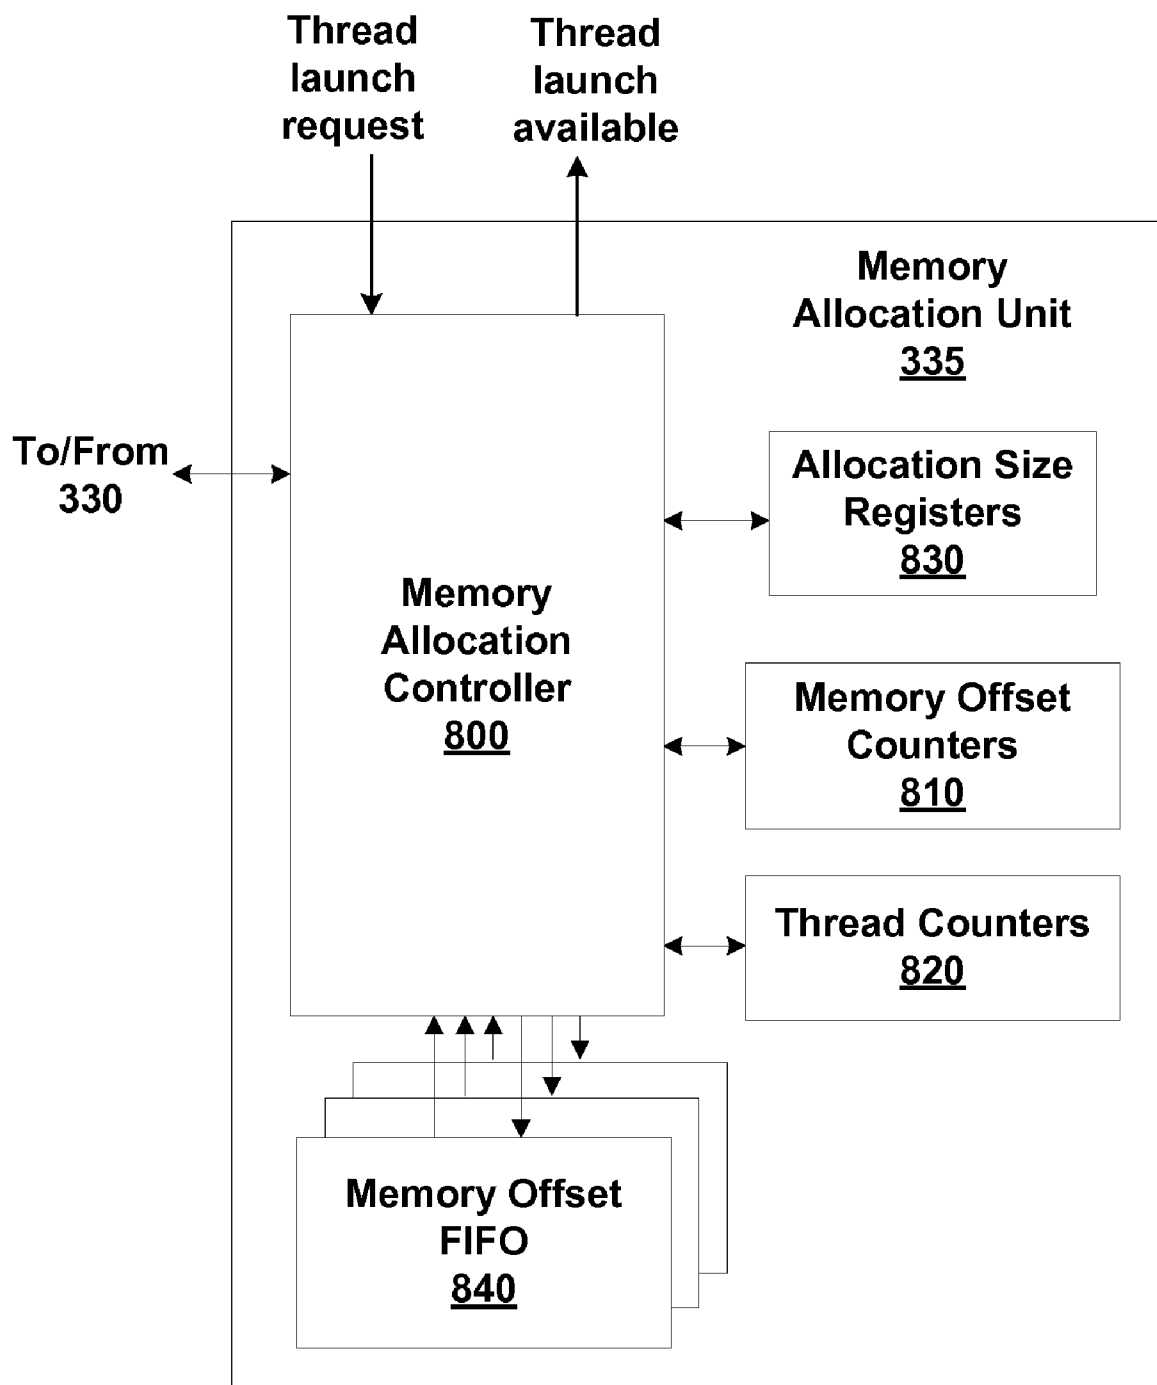 Thread
launch
request
Thread
launch
available
Memory
Allocation Unit
335
To/From
330
Allocation Size
Registers
830
Memory
Allocation
Controller
800
Memory Offset
Counters
810
Thread Counters
820
Memory Offset
FIFO
840